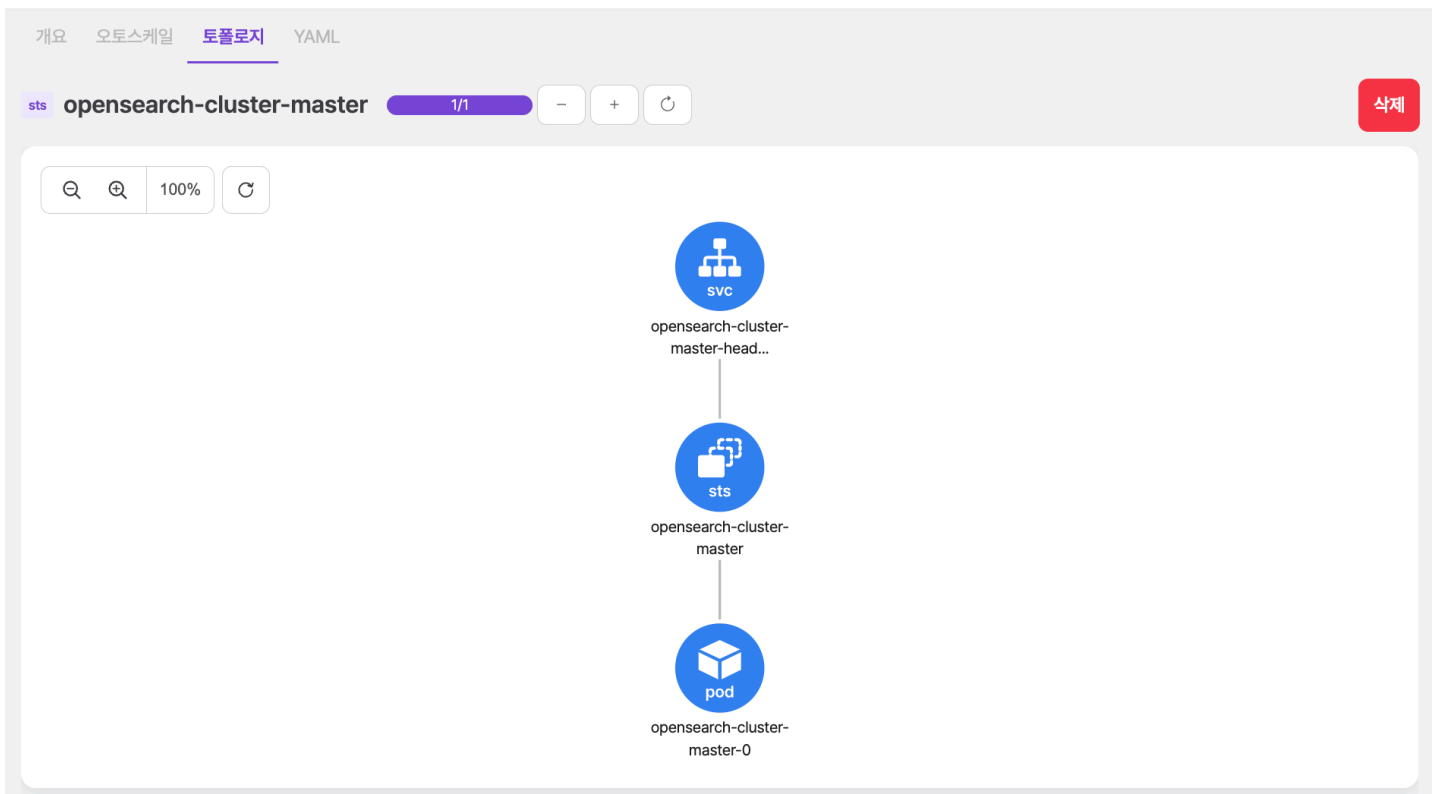 개요 오토스케일 토폴로지 YAML
sts opensearch-cluster-master 1/1 − + 삭제
100%
svc
opensearch-cluster-
master-head...
sts
opensearch-cluster-
master
pod
opensearch-cluster-
master-0